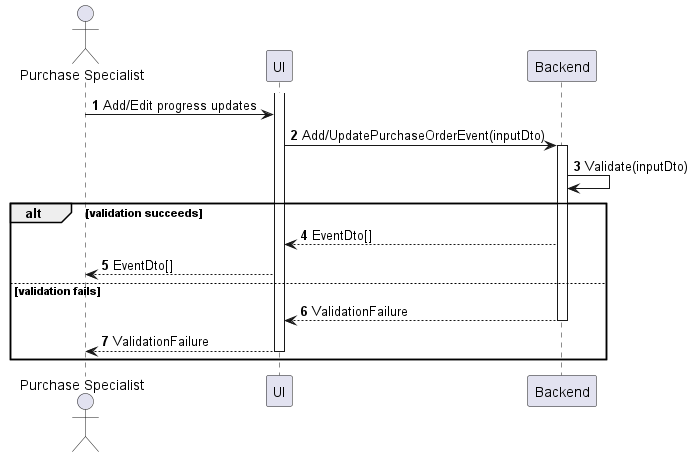 Purchase Specialist
UI
Backend
1 Add/Edit progress updates
2 Add/UpdatePurchaseOrderEvent(inputDto)
3 Validate(inputDto)
alt [validation succeeds]
4 EventDto[]
5 EventDto[]
[validation fails]
6 ValidationFailure
7 ValidationFailure
Purchase Specialist
UI
Backend